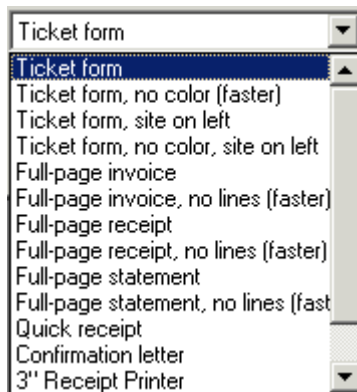 Ticket form
Ticket form
Ticket form, no color (faster)
Ticket form, site on left
Ticket form, no color, site on left
Full-page invoice
Full-page invoice, no lines (faster)
Full-page receipt
Full-page receipt, no lines (faster)
Full-page statement
Full-page statement, no lines (fast
Quick receipt
Confirmation letter
3" Receipt Printer